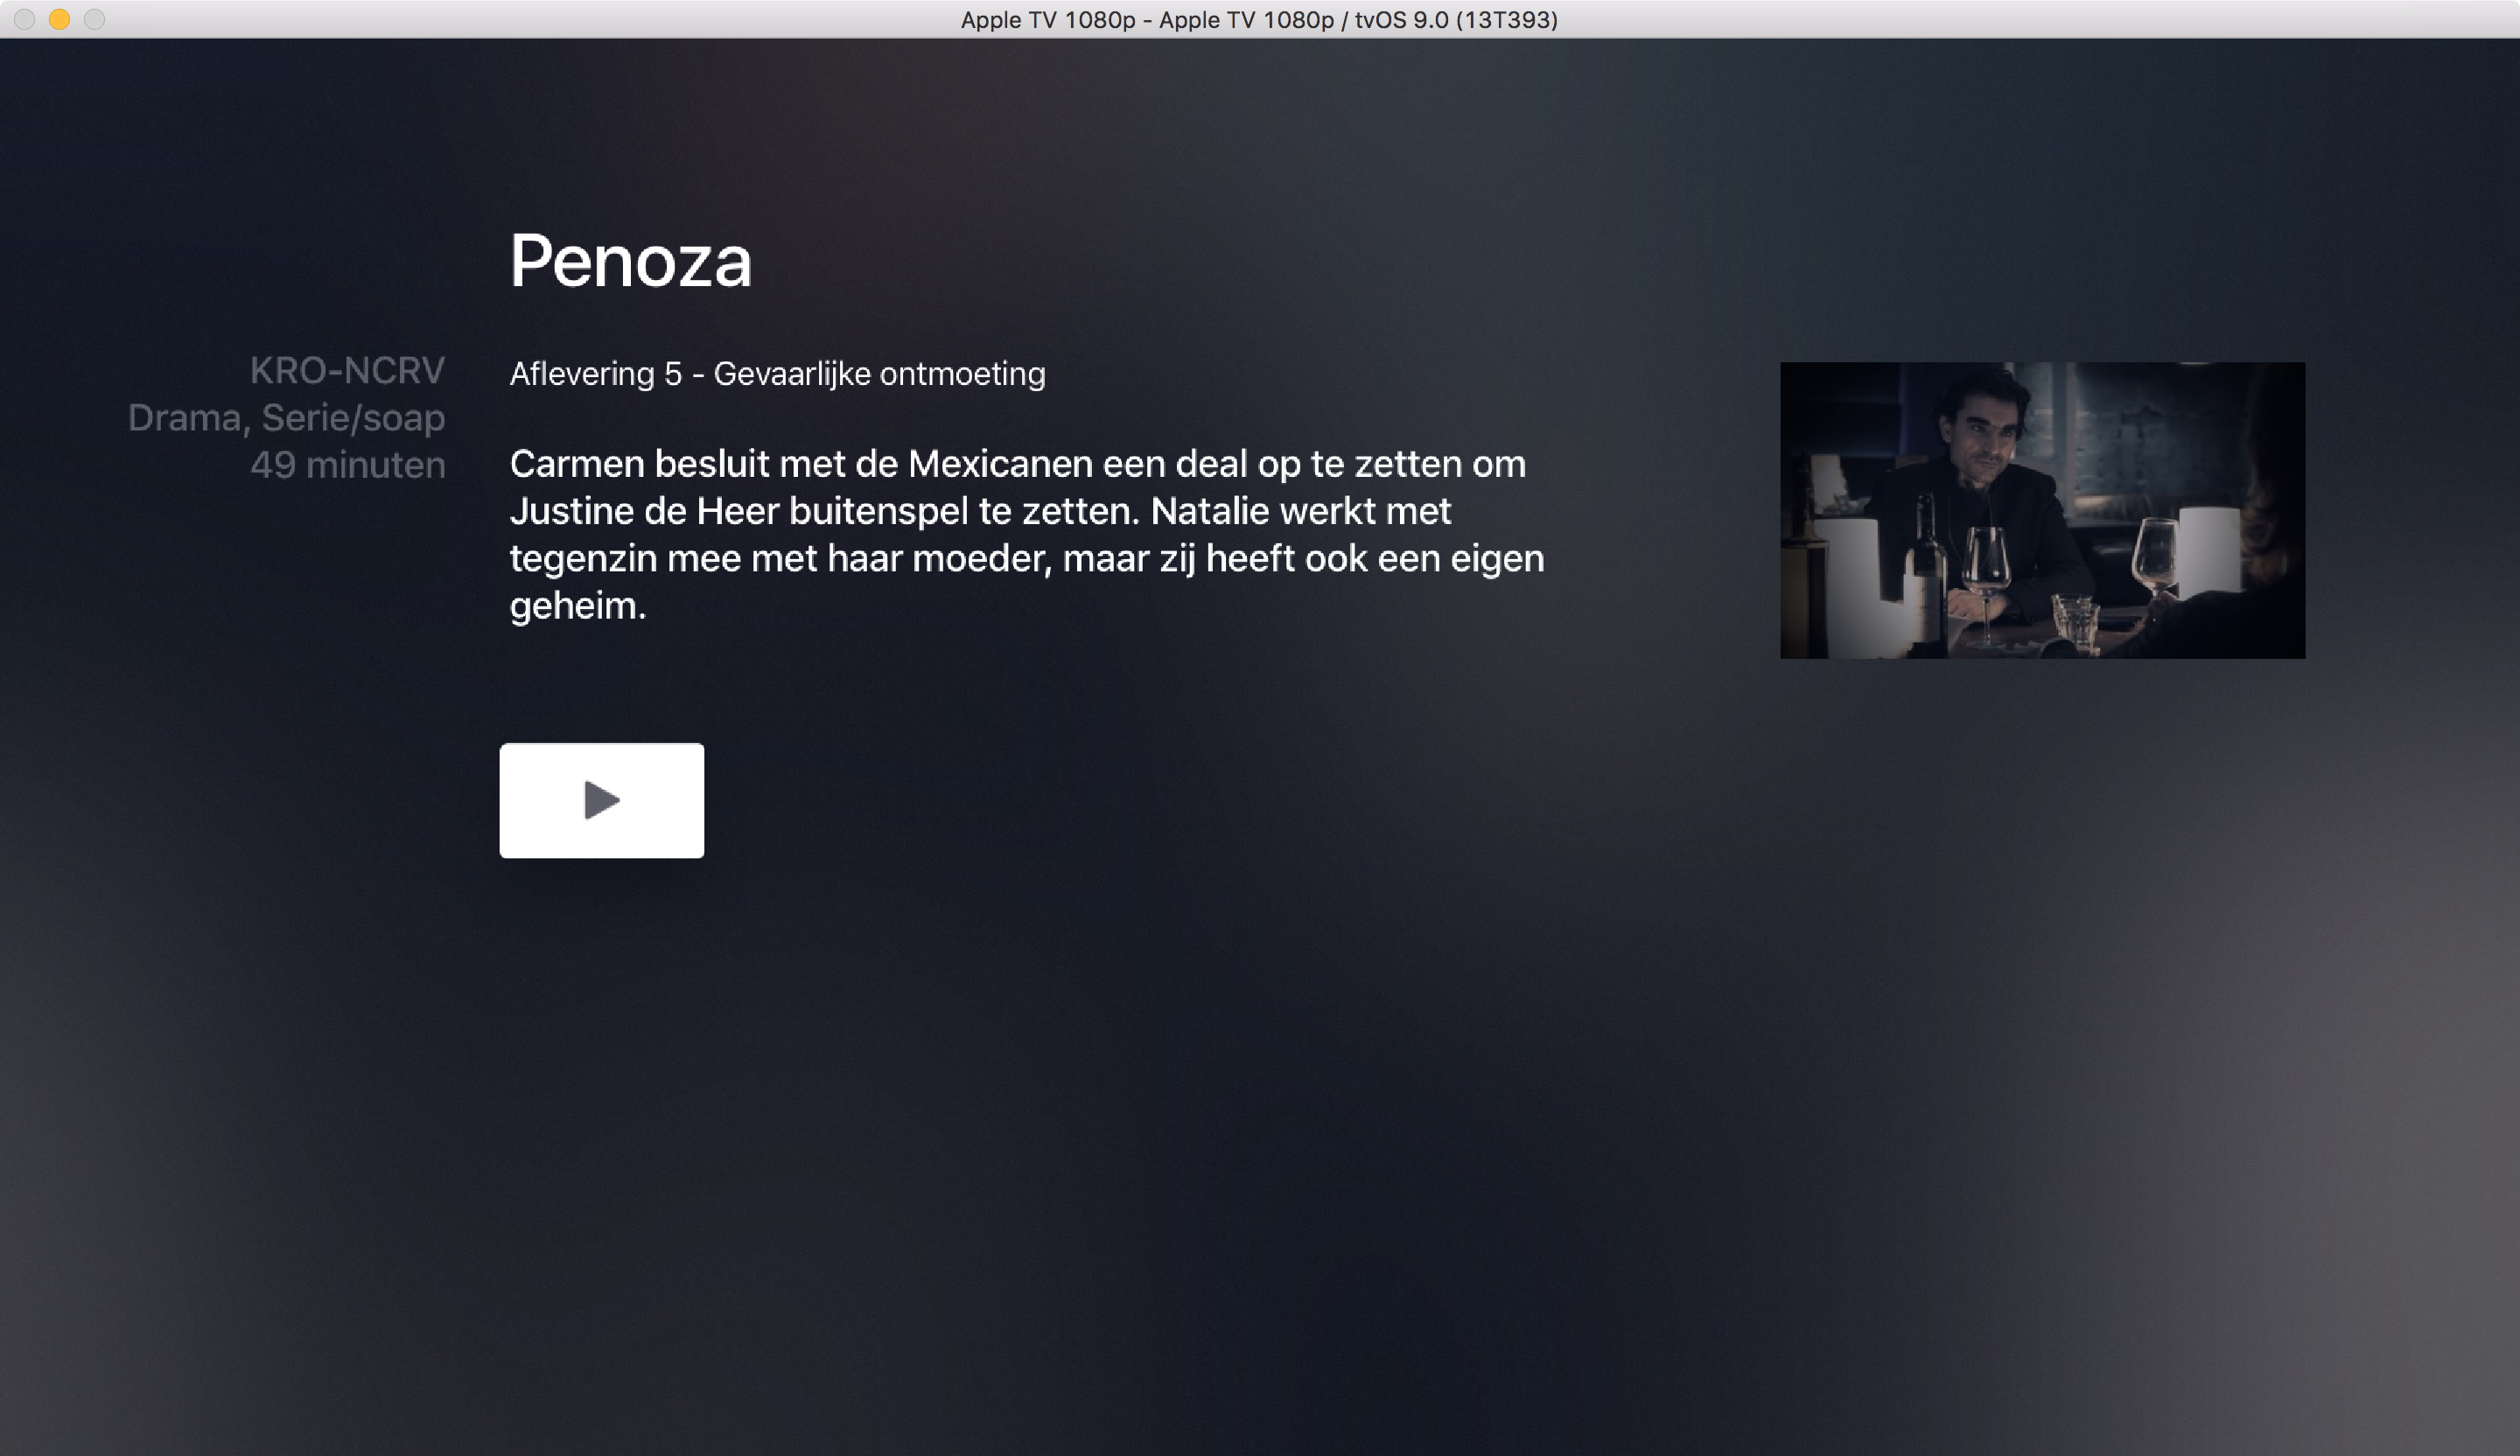 Apple TV 1080p - Apple TV 1080p / tvOS 9.0 (13T393)
Penoza
KRO-NCRV
Drama, Serie/soap
49 minuten
Aflevering 5 - Gevaarlijke ontmoeting
Carmen besluit met de Mexicanen een deal op te zetten om
Justine de Heer buitenspel te zetten. Natalie werkt met
tegenzin mee met haar moeder, maar zij heeft ook een eigen
geheim.